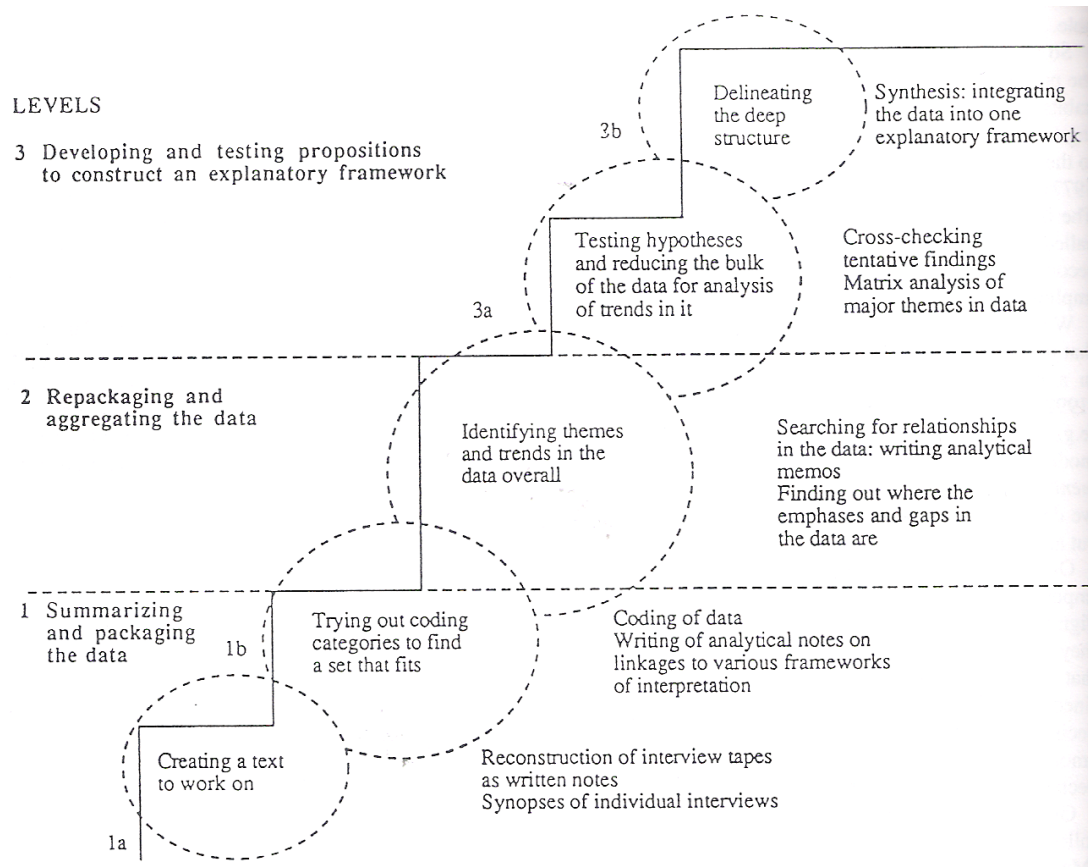 LEVELS
3 Developing and testing propositions
to construct an explanatory framework
3b
Delineating
the deep
structure
Synthesis: integrating
the data into one
explanatory framework
3a
Testing hypotheses
and reducing the bulk
of the data for analysis
of trends in it
Cross-checking
tentative findings
Matrix analysis of
major themes in data
2 Repackaging and
aggregating the data
Identifying themes
and trends in the
data overall
Searching for relationships
in the data: writing analytical
memos
Finding out where the
emphases and gaps in
the data are
1 Summarizing
and packaging
the data
1b
Trying out coding
categories to find
a set that fits
Coding of data
Writing of analytical notes on
linkages to various frameworks
of interpretation
1a
Creating a text
to work on
Reconstruction of interview tapes
as written notes
Synopses of individual interviews